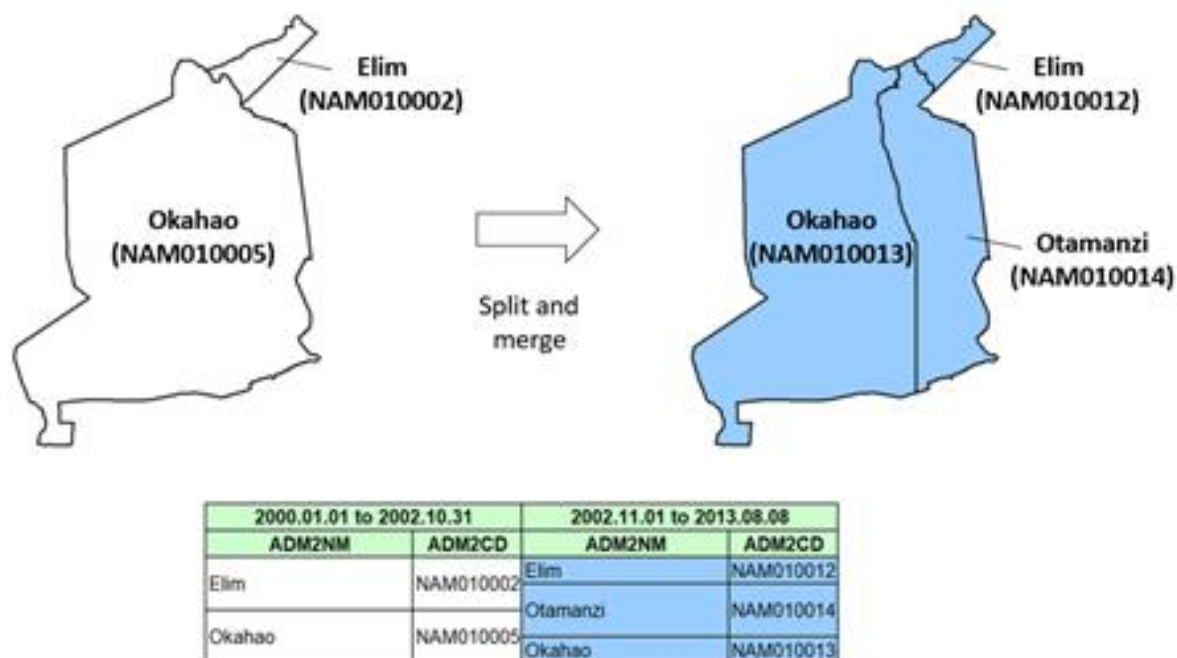 Elim
(NAM010002)
Okahao
(NAM010005)
Split and
merge
Elim
(NAM010012)
Okahao
(NAM010013)
Otamanzi
(NAM010014)
2000.01.01 to 2002.10.31 2002.11.01 to 2013.08.08
ADM2NM ADM2CD ADM2NM ADM2CD
Elim NAM010002 Elim NAM010012
Otamanzi NAM010014
Okahao NAM010005 Okahao NAM010013